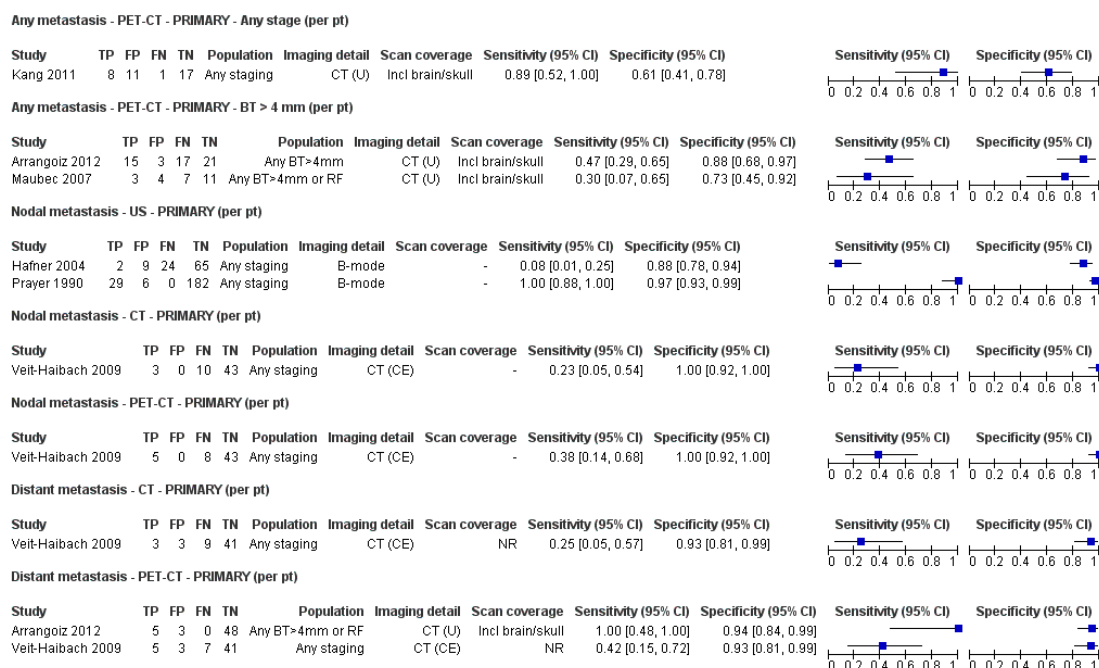 Any metastasis - PET-CT - PRIMARY - Any stage (per pt)
Study TP FP FN TN Population Imaging detail Scan coverage Sensitivity (95% CI) Specificity (95% CI) Sensitivity (95% CI) Specificity (95% CI)
Kang 2011 8 11 1 17 Any staging CT (U) Incl brain/skull 0.89 [0.52, 1.00] 0.61 [0.41, 0.78]
0 0.2 0.4 0.6 0.8 1 0 0.2 0.4 0.6 0.8 1
Any metastasis - PET-CT - PRIMARY - BT > 4 mm (per pt)
Study TP FP FN TN Population Imaging detail Scan coverage Sensitivity (95% CI) Specificity (95% CI) Sensitivity (95% CI) Specificity (95% CI)
Arrangoiz 2012 15 3 17 21 Any BT>4mm CT (U) Incl brain/skull 0.47 [0.29, 0.65] 0.88 [0.68, 0.97]
Maubec 2007 3 4 7 11 Any BT>4mm or RF CT (U) Incl brain/skull 0.30 [0.07, 0.65] 0.73 [0.45, 0.92]
0 0.2 0.4 0.6 0.8 1 0 0.2 0.4 0.6 0.8 1
Nodal metastasis - US - PRIMARY (per pt)
Study TP FP FN TN Population Imaging detail Scan coverage Sensitivity (95% CI) Specificity (95% CI) Sensitivity (95% CI) Specificity (95% CI)
Hafner 2004 2 9 24 65 Any staging B-mode - 0.08 [0.01, 0.25] 0.88 [0.78, 0.94]
Prayer 1990 29 6 0 182 Any staging B-mode - 1.00 [0.88, 1.00] 0.97 [0.93, 0.99]
0 0.2 0.4 0.6 0.8 1 0 0.2 0.4 0.6 0.8 1
Nodal metastasis - CT - PRIMARY (per pt)
Study TP FP FN TN Population Imaging detail Scan coverage Sensitivity (95% CI) Specificity (95% CI) Sensitivity (95% CI) Specificity (95% CI)
Veit-Haibach 2009 3 0 10 43 Any staging CT (CE) - 0.23 [0.05, 0.54] 1.00 [0.92, 1.00]
0 0.2 0.4 0.6 0.8 1 0 0.2 0.4 0.6 0.8 1
Nodal metastasis - PET-CT - PRIMARY (per pt)
Study TP FP FN TN Population Imaging detail Scan coverage Sensitivity (95% CI) Specificity (95% CI) Sensitivity (95% CI) Specificity (95% CI)
Veit-Haibach 2009 5 0 8 43 Any staging CT (CE) - 0.38 [0.14, 0.68] 1.00 [0.92, 1.00]
0 0.2 0.4 0.6 0.8 1 0 0.2 0.4 0.6 0.8 1
Distant metastasis - CT - PRIMARY (per pt)
Study TP FP FN TN Population Imaging detail Scan coverage Sensitivity (95% CI) Specificity (95% CI) Sensitivity (95% CI) Specificity (95% CI)
Veit-Haibach 2009 3 3 9 41 Any staging CT (CE) NR 0.25 [0.05, 0.57] 0.93 [0.81, 0.99]
0 0.2 0.4 0.6 0.8 1 0 0.2 0.4 0.6 0.8 1
Distant metastasis - PET-CT - PRIMARY (per pt)
Study TP FP FN TN Population Imaging detail Scan coverage Sensitivity (95% CI) Specificity (95% CI) Sensitivity (95% CI) Specificity (95% CI)
Arrangoiz 2012 5 3 0 48 Any BT>4mm or RF CT (U) Incl brain/skull 1.00 [0.48, 1.00] 0.94 [0.84, 0.99]
Veit-Haibach 2009 5 3 7 41 Any staging CT (CE) NR 0.42 [0.15, 0.72] 0.93 [0.81, 0.99]
0 0.2 0.4 0.6 0.8 1 0 0.2 0.4 0.6 0.8 1